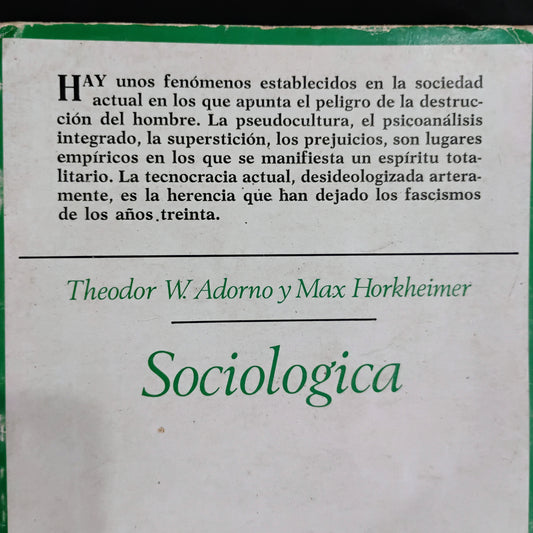 HAY unos fenómenos establecidos en la sociedad
actual en los que apunta el peligro de la destruc-
ción del hombre. La pseudocultura, el psicoanálisis
integrado, la superstición, los prejuicios, son lugares
empíricos en los que se manifiesta un espíritu tota-
litario. La tecnocracia actual, desideologizada artera-
mente, es la herencia que han dejado los fascismos
de los años treinta.
Theodor W. Adorno y Max Horkheimer
Sociologica